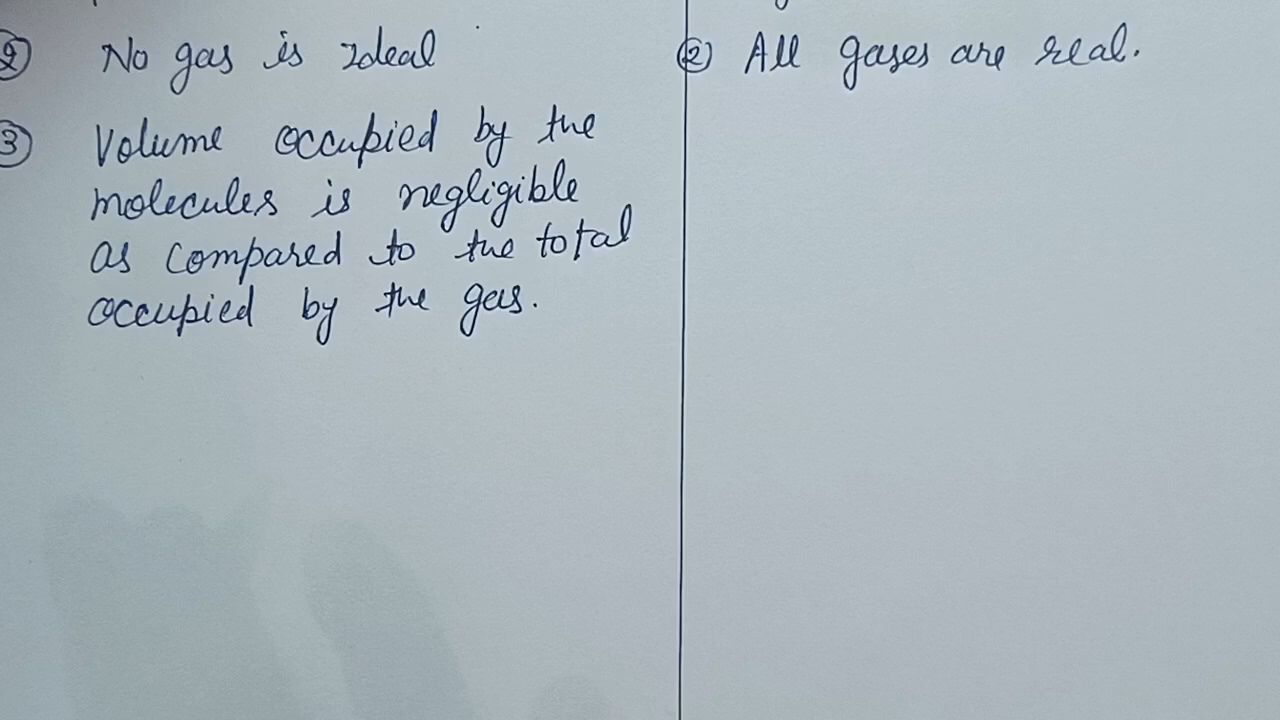 ② No gas is Ideal
③ Volume occupied by the
molecules is negligible
as compared to the total
occupied by the gas.
② All gases are real.